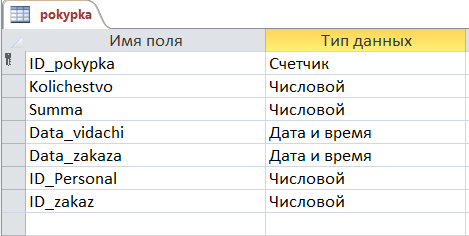 pokypka
Имя поля Тип данных
ID_pokypka Счетчик
Kolichestvo Числовой
Summa Числовой
Data_vidachi Дата и время
Data_zakaza Дата и время
ID_Personal Числовой
ID_zakaz Числовой